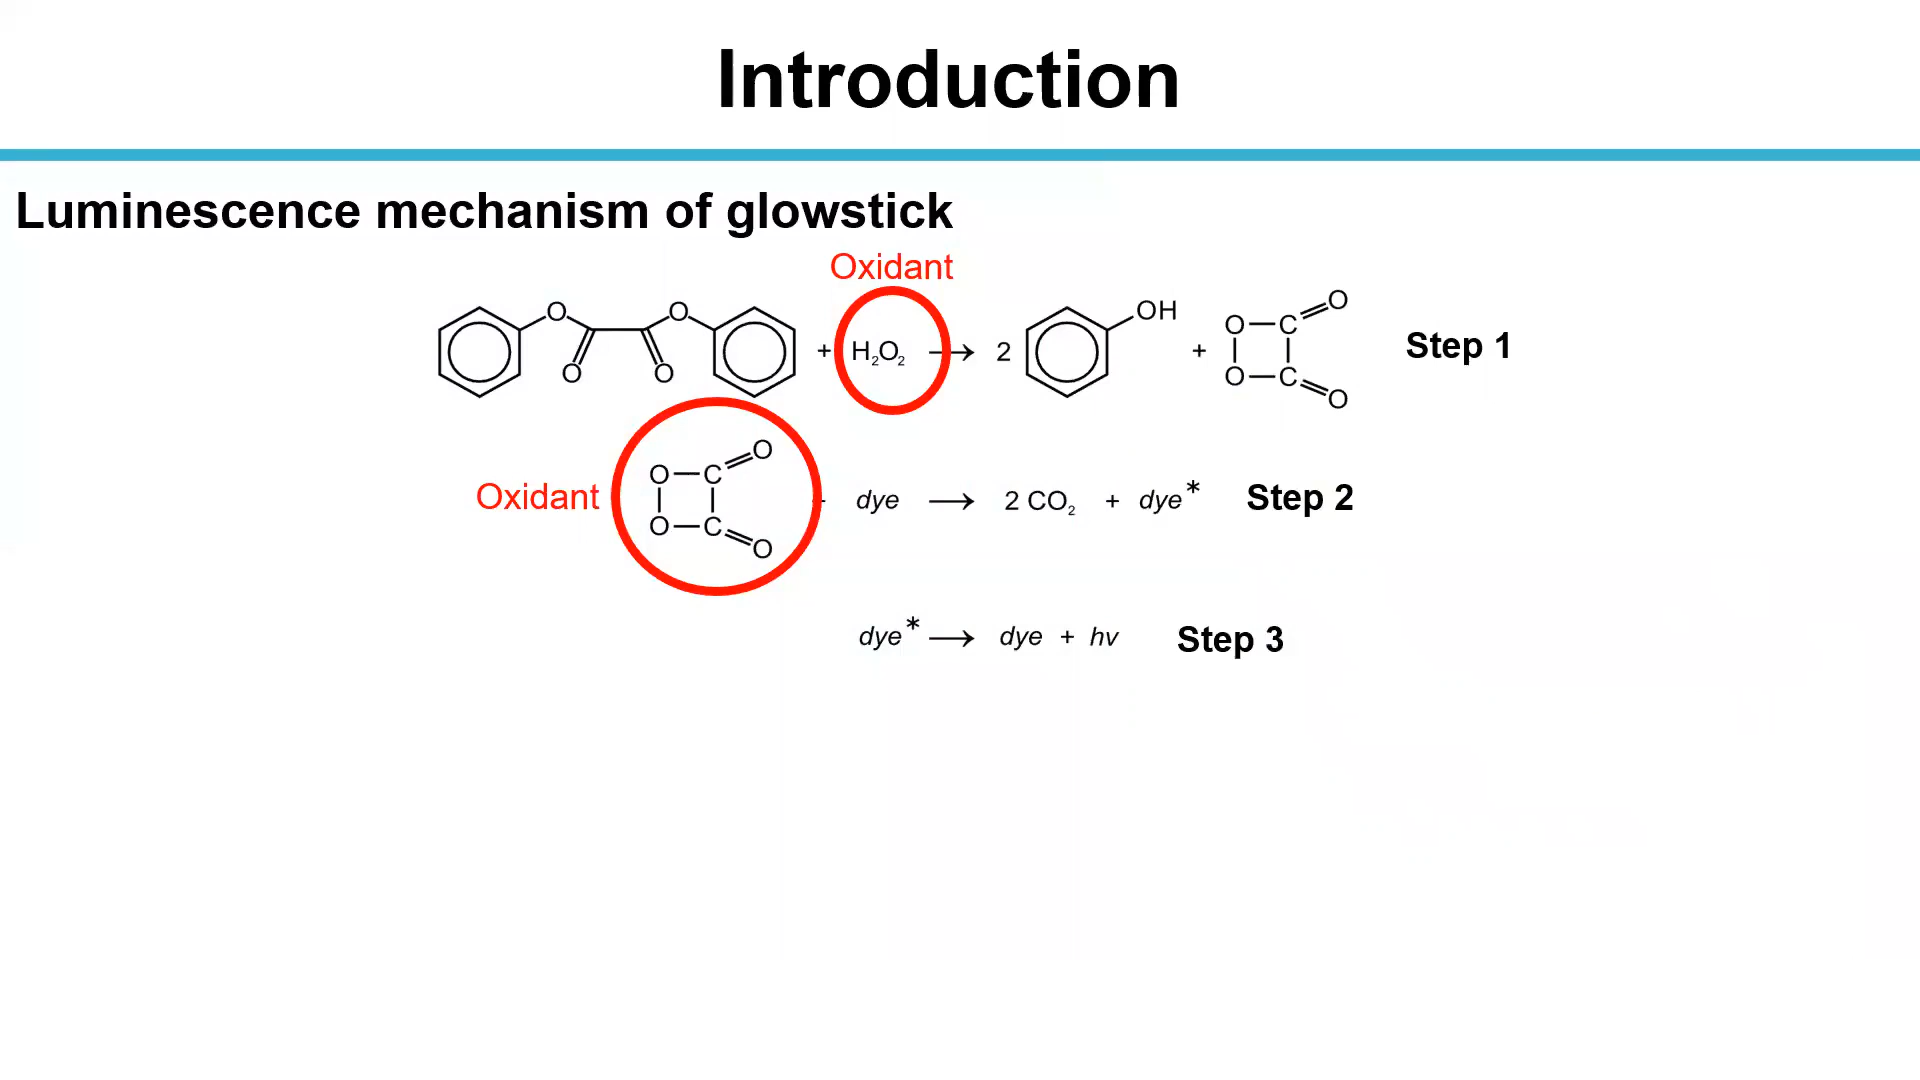 Introduction
Luminescence mechanism of glowstick
Oxidant
O O O O + H₂O₂ → 2 OH + O–C O O–C O Step 1
Oxidant O–C O O–C O + dye → 2 CO₂ + dye* Step 2
dye* → dye + hv Step 3